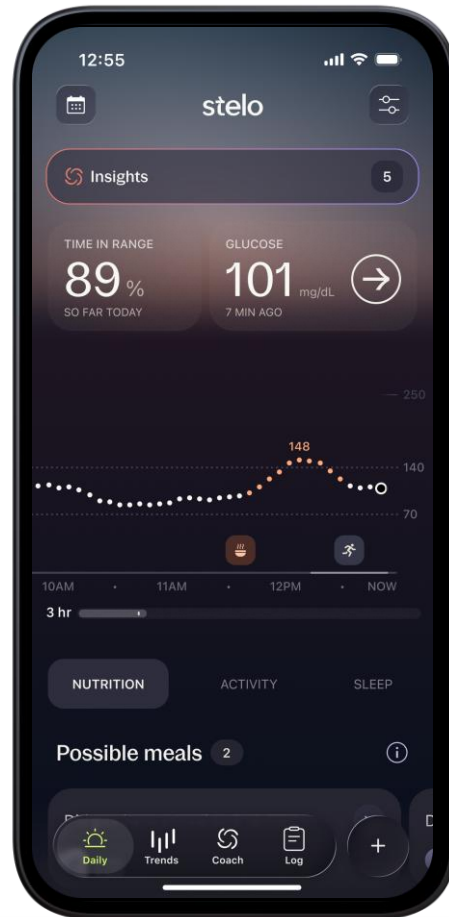 12:55
stelo
Insights 5
TIME IN RANGE
89 %
SO FAR TODAY
GLUCOSE
101 mg/dL
7 MIN AGO
250
148
140
70
10AM 11AM 12PM NOW
3 hr
NUTRITION ACTIVITY SLEEP
Possible meals 2
Daily Trends Coach Log